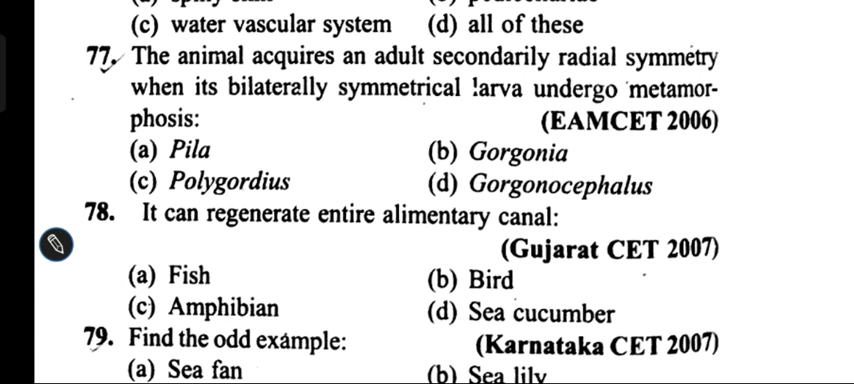 (c) water vascular system (d) all of these
77. The animal acquires an adult secondarily radial symmetry
when its bilaterally symmetrical larva undergo metamor-
phosis: (EAMCET 2006)
(a) Pila (b) Gorgonia
(c) Polygordius (d) Gorgonocephalus
78. It can regenerate entire alimentary canal:
(Gujarat CET 2007)
(a) Fish (b) Bird
(c) Amphibian (d) Sea cucumber
79. Find the odd example: (Karnataka CET 2007)
(a) Sea fan (b) Sea lily